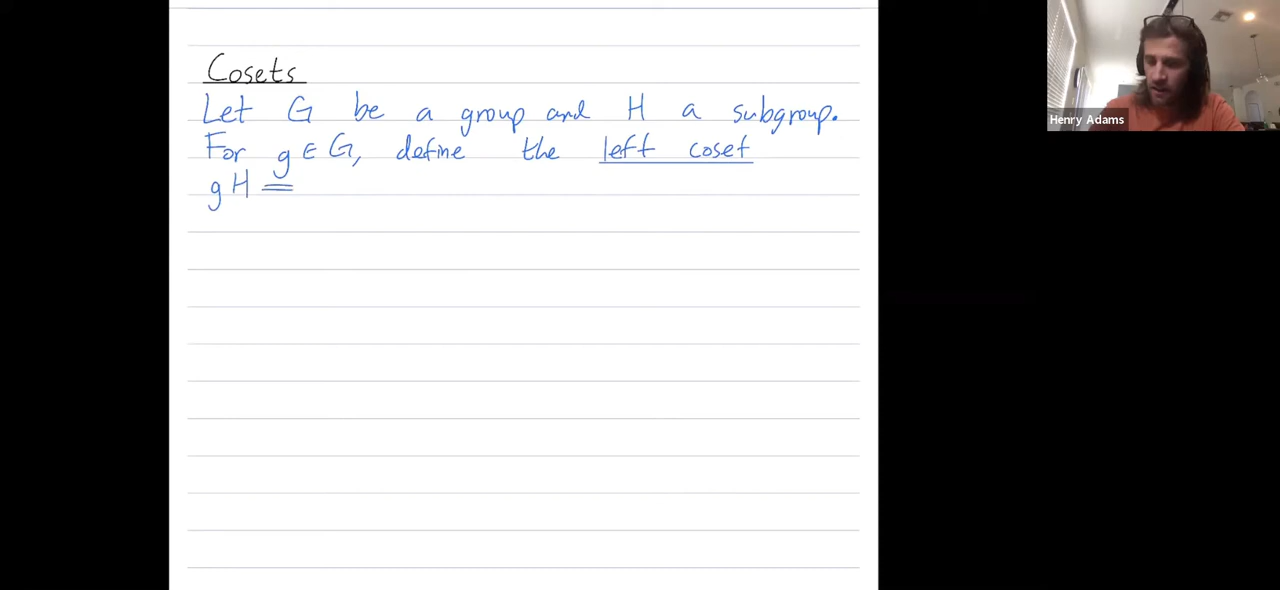 Cosets
Let G be a group and H a subgroup.
For g ∈ G, define the left coset
gH =
Henry Adams